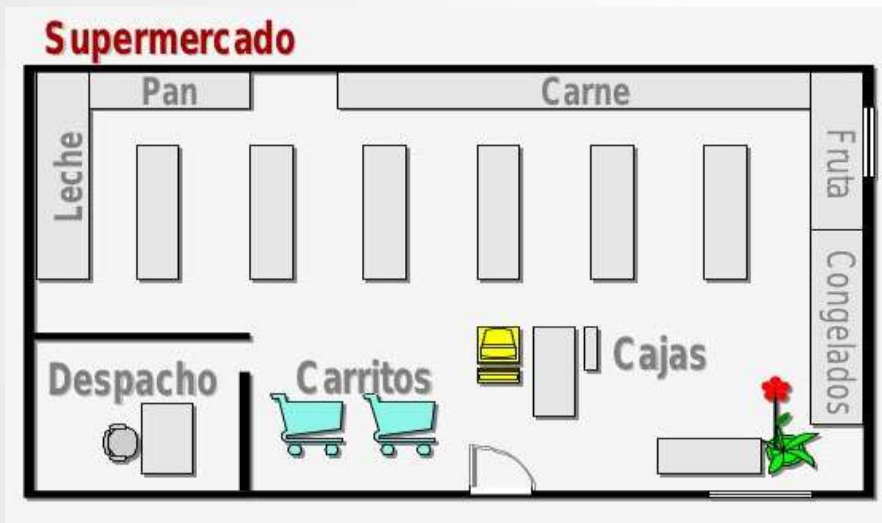 Supermercado
Pan
Carne
Leche
Fruta
Congelados
Despacho
Carritos
Cajas